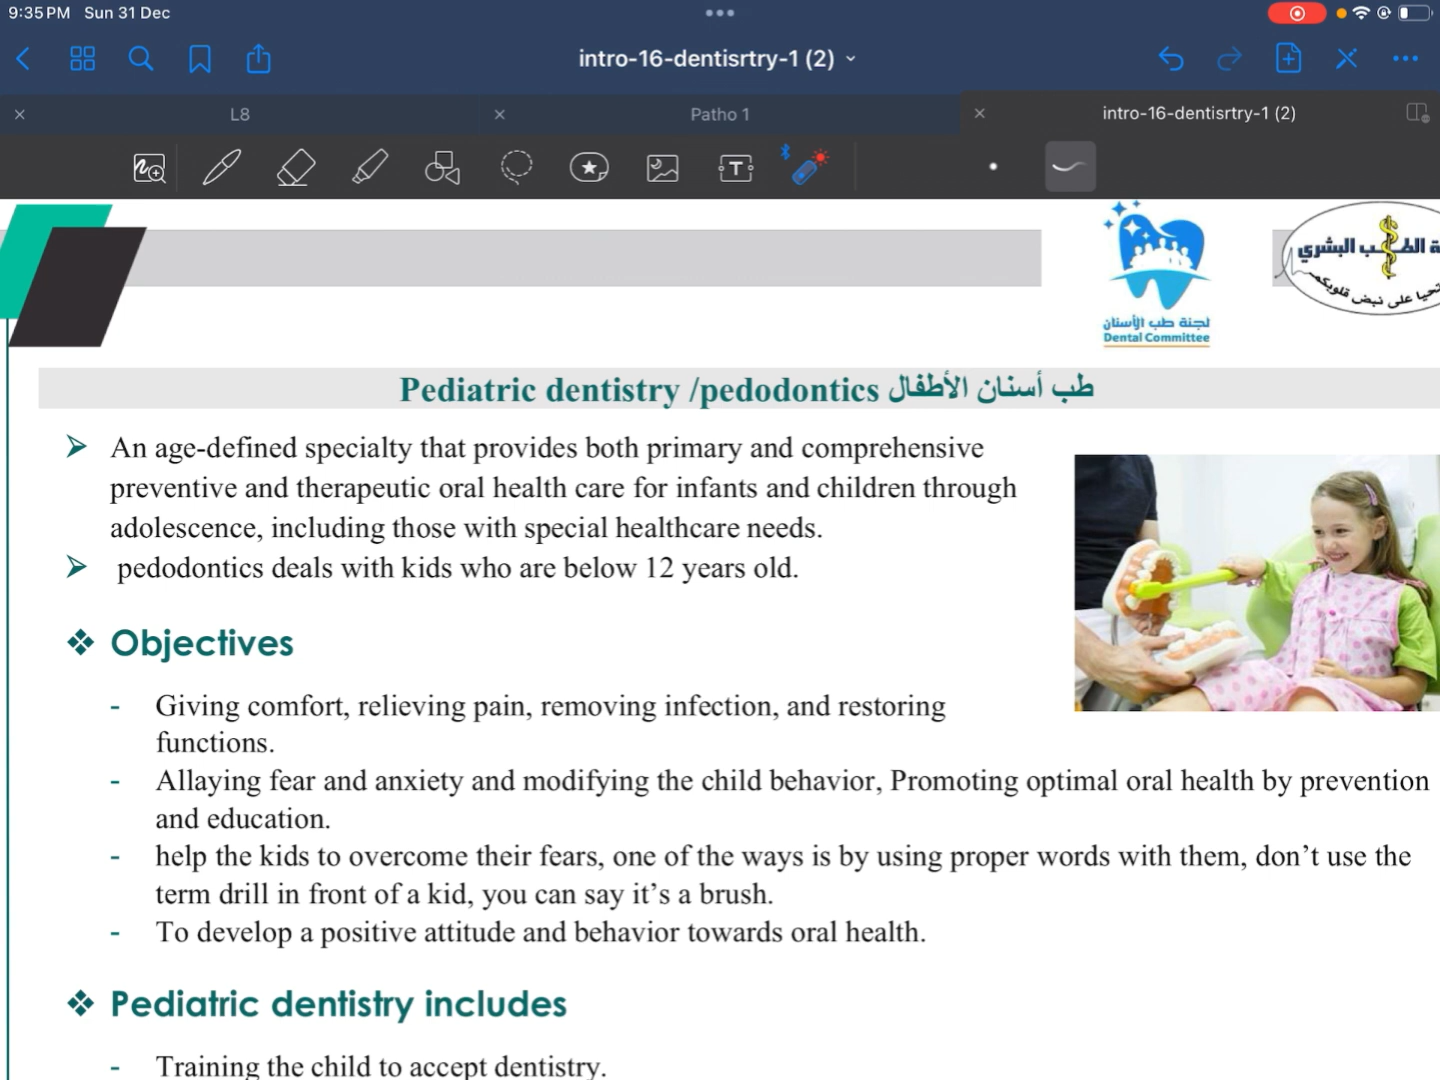 9:35 PM Sun 31 Dec
intro-16-dentisrtry-1 (2)
L8
Patho 1
intro-16-dentisrtry-1 (2)
T
لجنة طب الأسنان
Dental Committee
الطب البشري
تحيا على نبض قلوبكم
Pediatric dentistry /pedodontics طب أسنان الأطفال
➢ An age-defined specialty that provides both primary and comprehensive
preventive and therapeutic oral health care for infants and children through
adolescence, including those with special healthcare needs.
➢ pedodontics deals with kids who are below 12 years old.
❖ Objectives
- Giving comfort, relieving pain, removing infection, and restoring
functions.
- Allaying fear and anxiety and modifying the child behavior, Promoting optimal oral health by prevention
and education.
- help the kids to overcome their fears, one of the ways is by using proper words with them, don’t use the
term drill in front of a kid, you can say it’s a brush.
- To develop a positive attitude and behavior towards oral health.
❖ Pediatric dentistry includes
- Training the child to accept dentistry.